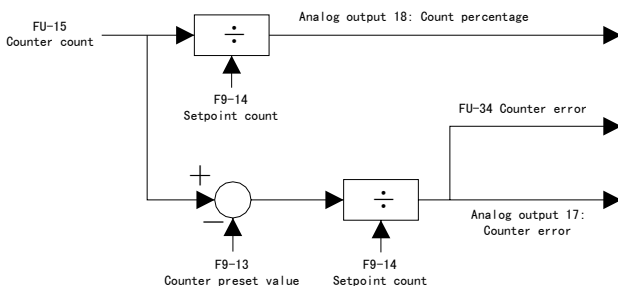 FU-15
Counter count
÷
Analog output 18: Count percentage
F9-14
Setpoint count
FU-34 Counter error
+
−
÷
Analog output 17:
Counter error
F9-13
Counter preset value
F9-14
Setpoint count